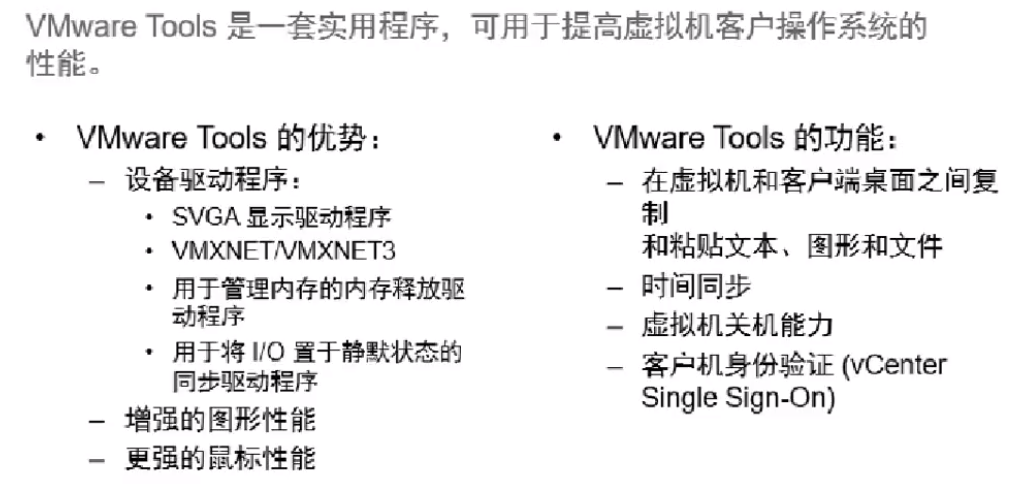 VMware Tools 是一套实用程序，可用于提高虚拟机客户操作系统的
性能。
• VMware Tools 的优势：
– 设备驱动程序：
• SVGA 显示驱动程序
• VMXNET/VMXNET3
• 用于管理内存的内存释放驱
动程序
• 用于将 I/O 置于静默状态的
同步驱动程序
– 增强的图形性能
– 更强的鼠标性能
• VMware Tools 的功能：
– 在虚拟机和客户端桌面之间复
制
和粘贴文本、图形和文件
– 时间同步
– 虚拟机关机能力
– 客户机身份验证 (vCenter
Single Sign-On)